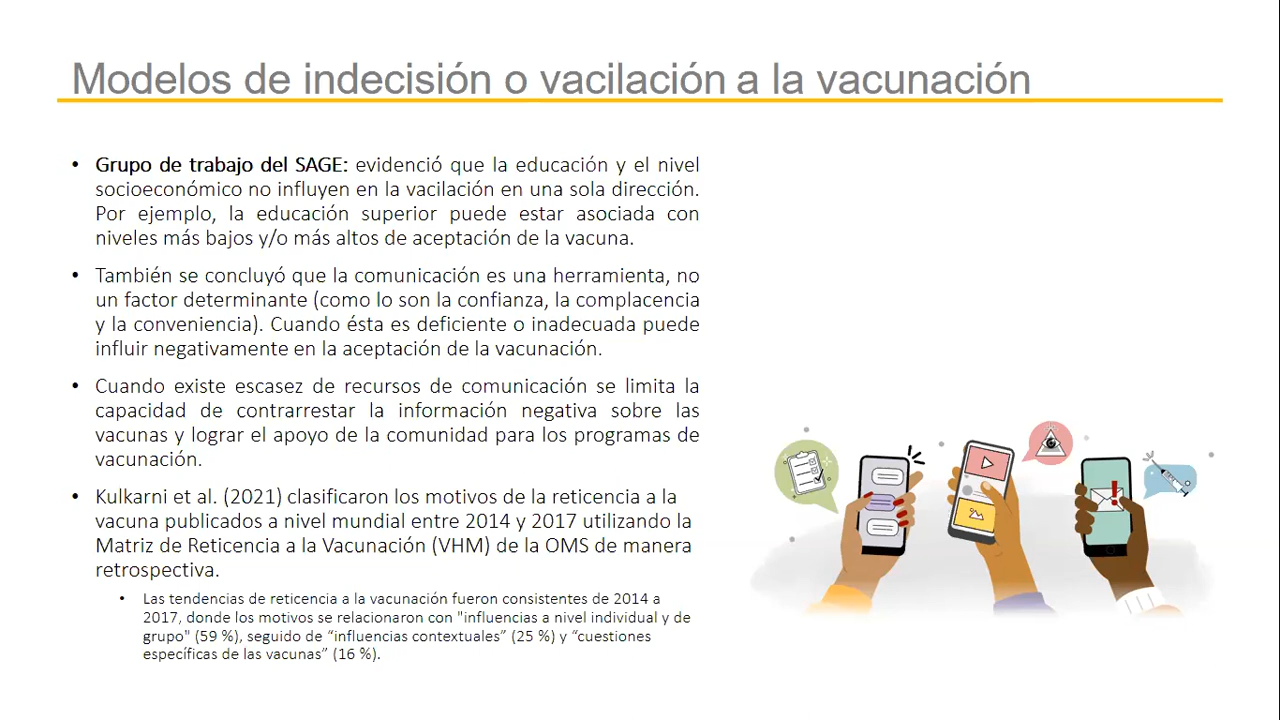 Modelos de indecisión o vacilación a la vacunación
• Grupo de trabajo del SAGE: evidenció que la educación y el nivel
socioeconómico no influyen en la vacilación en una sola dirección.
Por ejemplo, la educación superior puede estar asociada con
niveles más bajos y/o más altos de aceptación de la vacuna.
• También se concluyó que la comunicación es una herramienta, no
un factor determinante (como lo son la confianza, la complacencia
y la conveniencia). Cuando ésta es deficiente o inadecuada puede
influir negativamente en la aceptación de la vacunación.
• Cuando existe escasez de recursos de comunicación se limita la
capacidad de contrarrestar la información negativa sobre las
vacunas y lograr el apoyo de la comunidad para los programas de
vacunación.
• Kulkarni et al. (2021) clasificaron los motivos de la reticencia a la
vacuna publicados a nivel mundial entre 2014 y 2017 utilizando la
Matriz de Reticencia a la Vacunación (VHM) de la OMS de manera
retrospectiva.
• Las tendencias de reticencia a la vacunación fueron consistentes de 2014 a
2017, donde los motivos se relacionaron con "influencias a nivel individual y de
grupo" (59 %), seguido de “influencias contextuales” (25 %) y “cuestiones
específicas de las vacunas” (16 %).